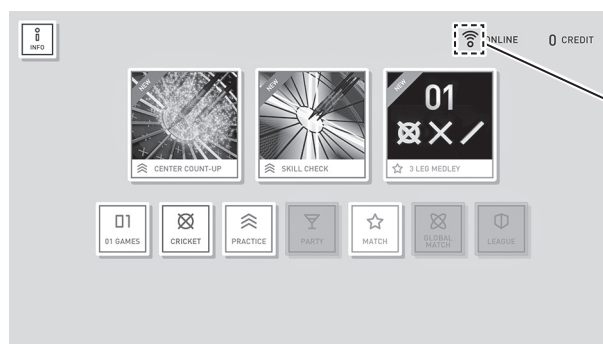 INFO
ONLINE
0 CREDIT
NEW
NEW
NEW
01
CENTER COUNT-UP
SKILL CHECK
3 LEG MEDLEY
01
01 GAMES
CRICKET
PRACTICE
PARTY
MATCH
GLOBAL
MATCH
LEAGUE